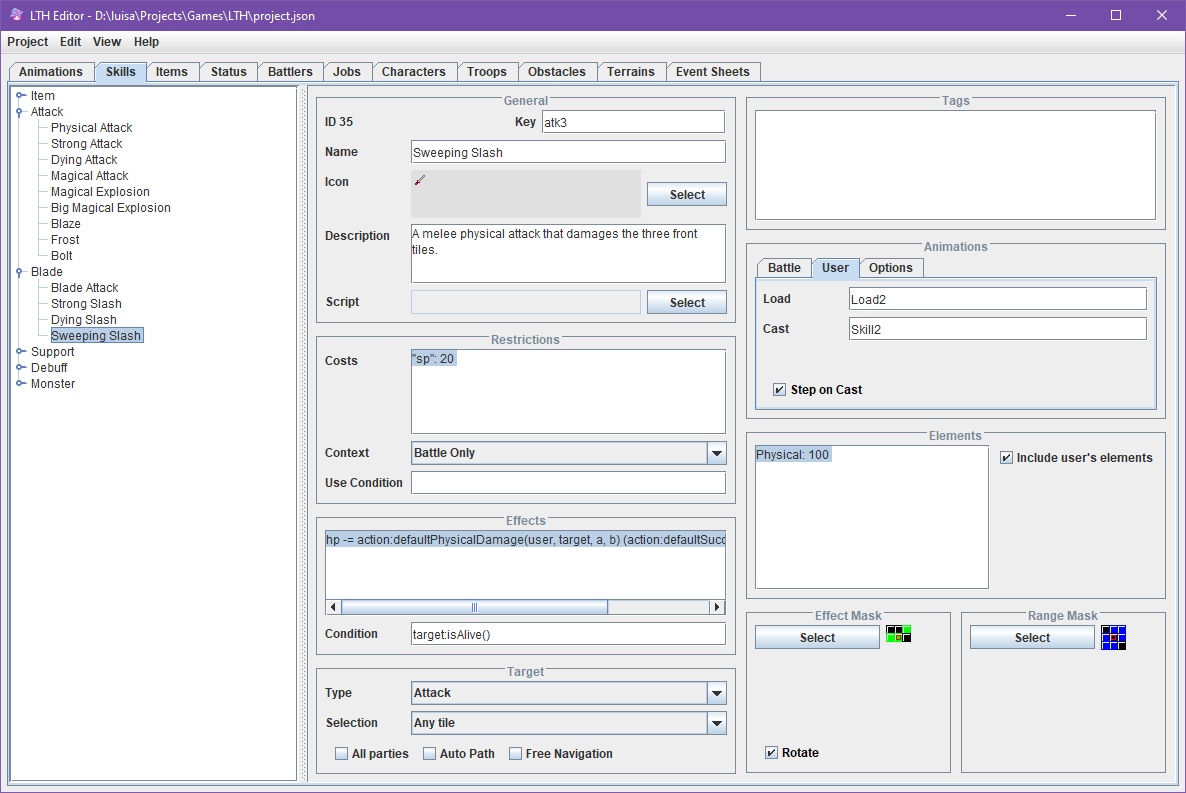 LTH Editor - D:\luisa\Projects\Games\LTH\project.json
Project Edit View Help
Animations Skills Items Status Battlers Jobs Characters Troops Obstacles Terrains Event Sheets
Item
Attack
Physical Attack
Strong Attack
Dying Attack
Magical Attack
Magical Explosion
Big Magical Explosion
Blaze
Frost
Bolt
Blade
Blade Attack
Strong Slash
Dying Slash
Sweeping Slash
Support
Debuff
Monster
General
ID 35 Key atk3
Name Sweeping Slash
Icon Select
Description A melee physical attack that damages the three front
tiles.
Script Select
Restrictions
Costs "sp": 20
Context Battle Only
Use Condition
Effects
hp -= action:defaultPhysicalDamage(user, target, a, b) (action:defaultSucc
Condition target:isAlive()
Target
Type Attack
Selection Any tile
All parties Auto Path Free Navigation
Tags
Animations
Battle User Options
Load Load2
Cast Skill2
Step on Cast
Elements
Physical: 100 Include user's elements
Effect Mask
Select
Rotate
Range Mask
Select